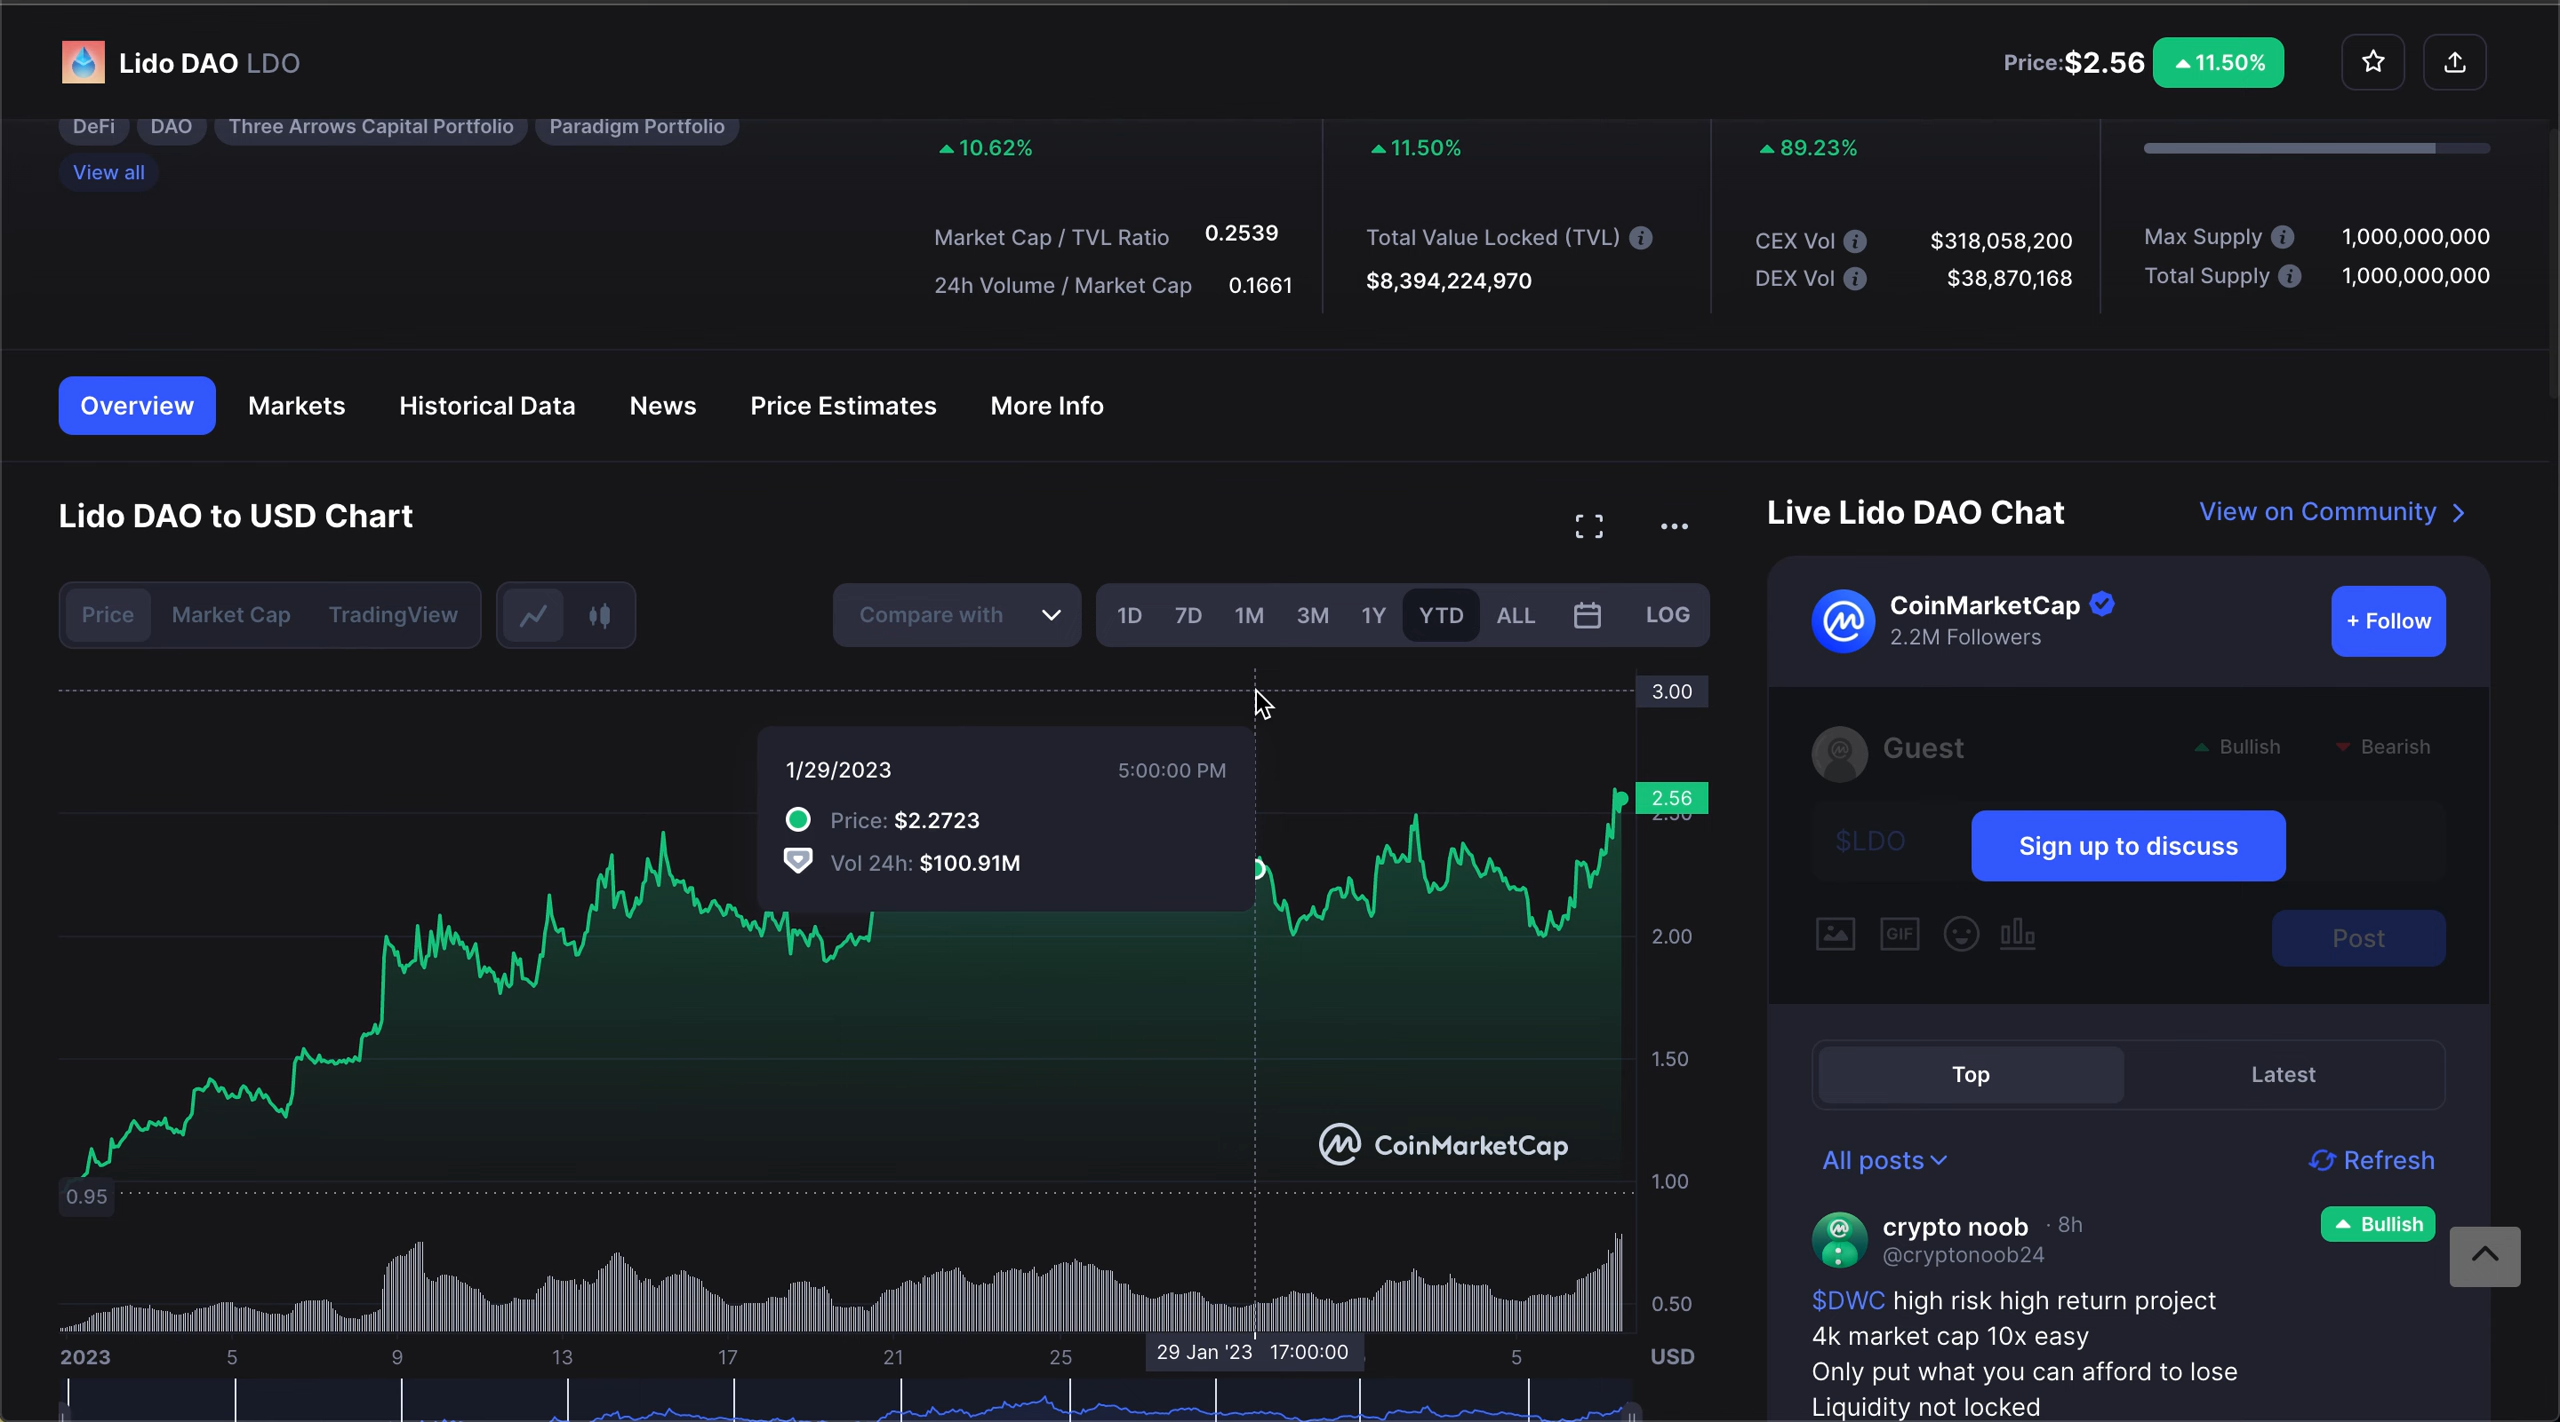 Lido DAO LDO
Price:$2.56 11.50%
DeFi DAO Three Arrows Capital Portfolio Paradigm Portfolio
View all
10.62%
11.50%
89.23%
Market Cap / TVL Ratio 0.2539
24h Volume / Market Cap 0.1661
Total Value Locked (TVL)
$8,394,224,970
CEX Vol $318,058,200
DEX Vol $38,870,168
Max Supply 1,000,000,000
Total Supply 1,000,000,000
Overview Markets Historical Data News Price Estimates More Info
Lido DAO to USD Chart
Price Market Cap TradingView
Compare with
1D 7D 1M 3M 1Y YTD ALL LOG
3.00
2.56
2.50
2.00
1.50
1.00
0.50
1/29/2023 5:00:00 PM
Price: $2.2723
Vol 24h: $100.91M
CoinMarketCap
0.95
2023 5 9 13 17 21 25 29 Jan '23 17:00:00 5 USD
Live Lido DAO Chat
View on Community
CoinMarketCap
2.2M Followers
+ Follow
Guest
Bullish Bearish
$LDO
Sign up to discuss
GIF
Post
Top Latest
All posts Refresh
crypto noob · 8h
@cryptonoob24
Bullish
$DWC high risk high return project
4k market cap 10x easy
Only put what you can afford to lose
Liquidity not locked